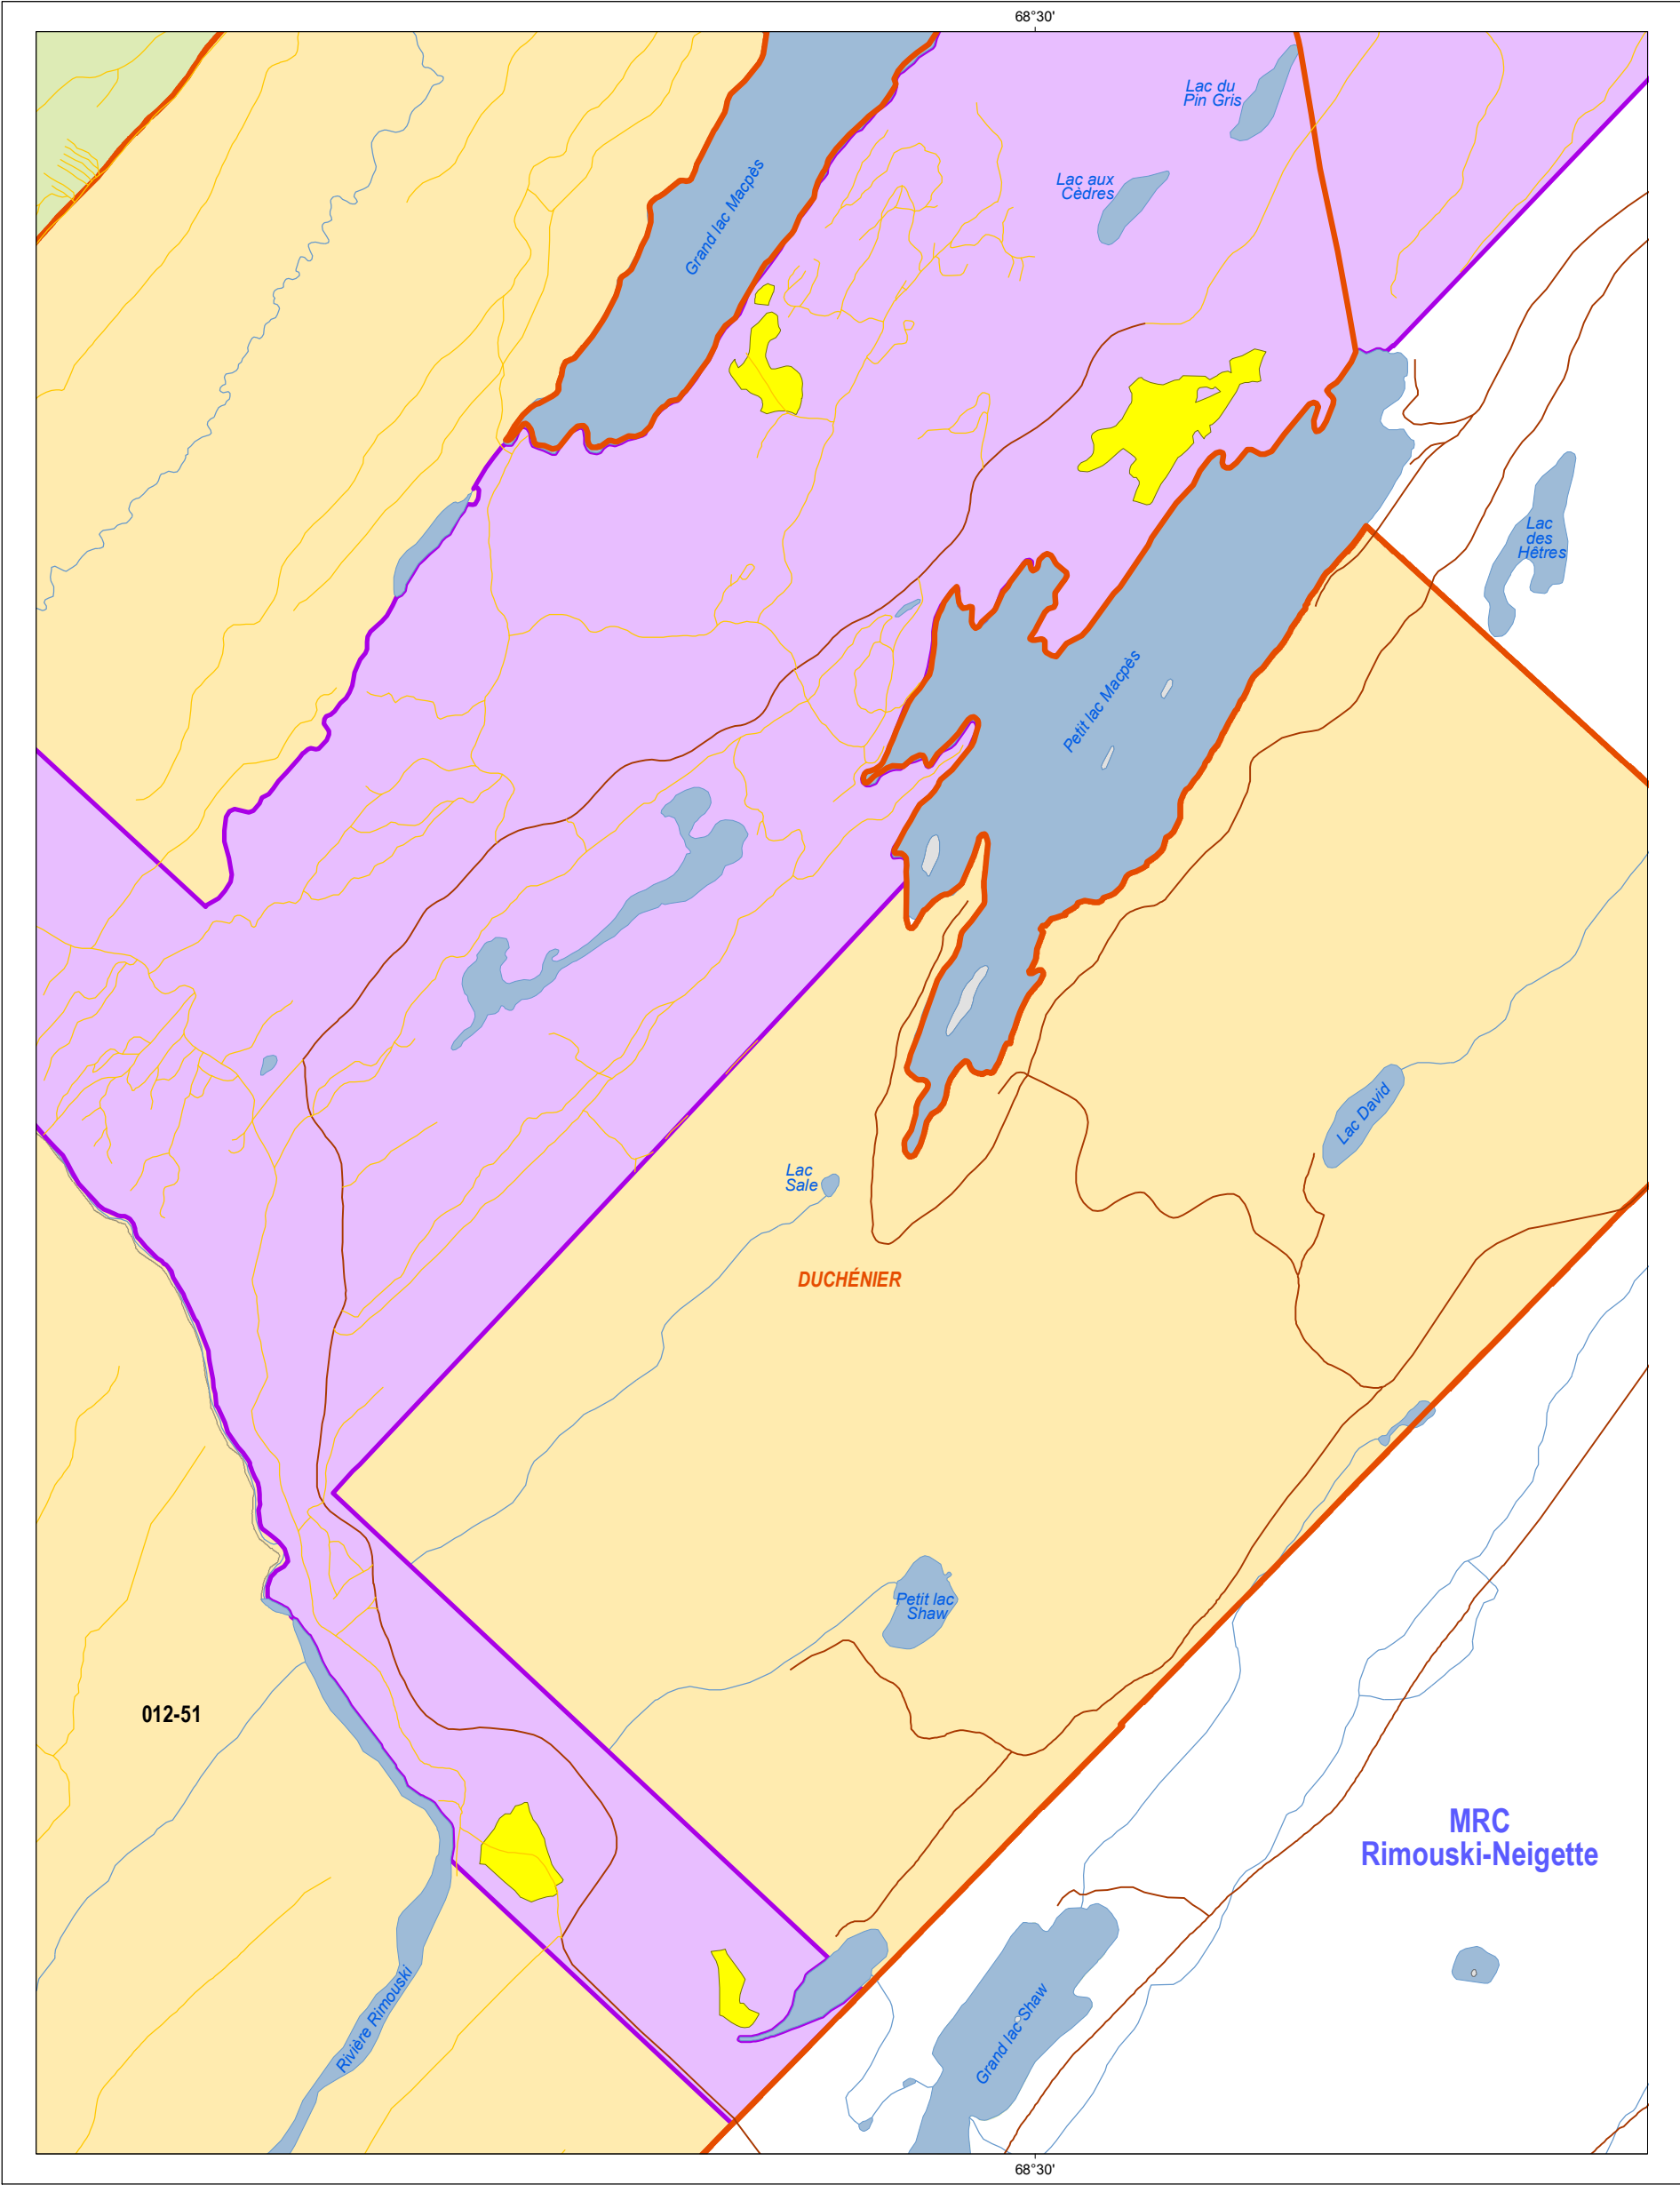 68°30'
Lac du
Pin Gris
Lac aux
Cèdres
Grand lac Macpès
Lac
des
Hêtres
Petit lac Macpès
Lac David
Lac
Sale
DUCHÉNIER
Petit lac
Shaw
012-51
MRC
Rimouski-Neigette
Rivière Rimouski
Grand lac Shaw
68°30'